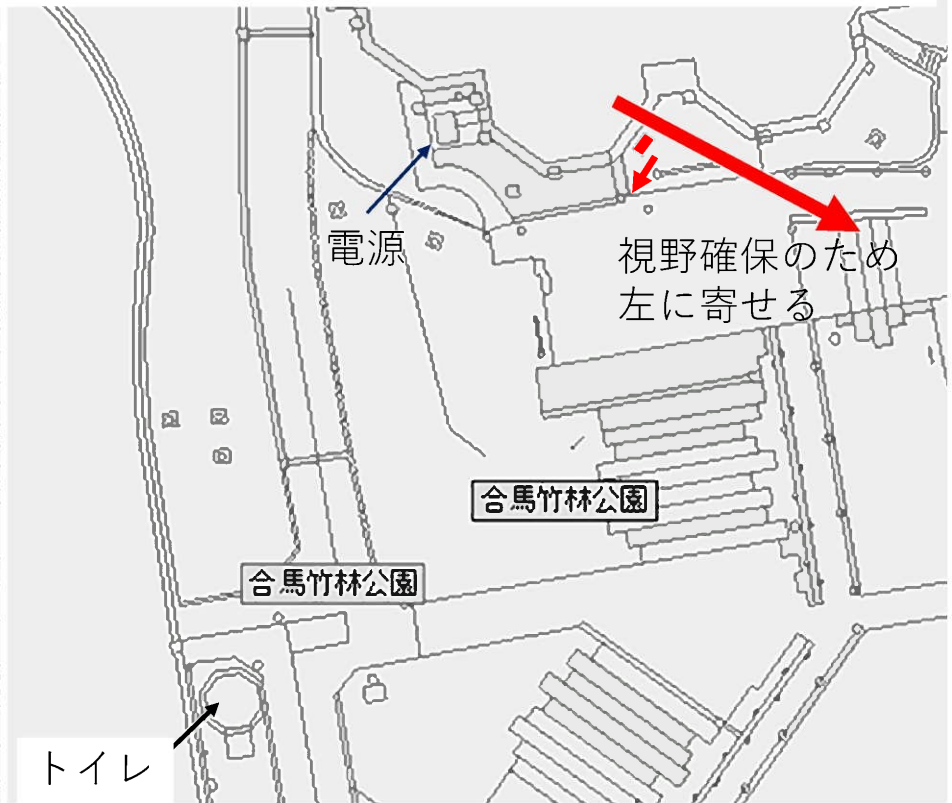 電源
視野確保のため
左に寄せる
合馬竹林公園
合馬竹林公園
トイレ